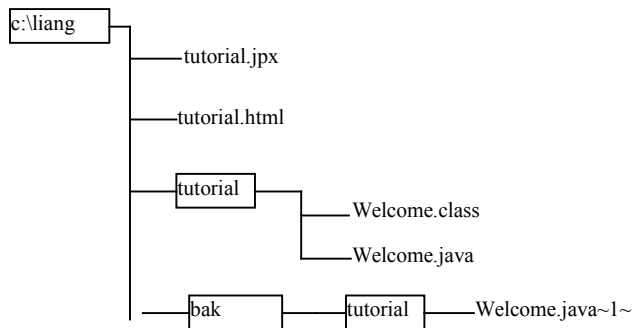 c:\liang
tutorial.jpx
tutorial.html
tutorial
Welcome.class
Welcome.java
bak tutorial Welcome.java~1~